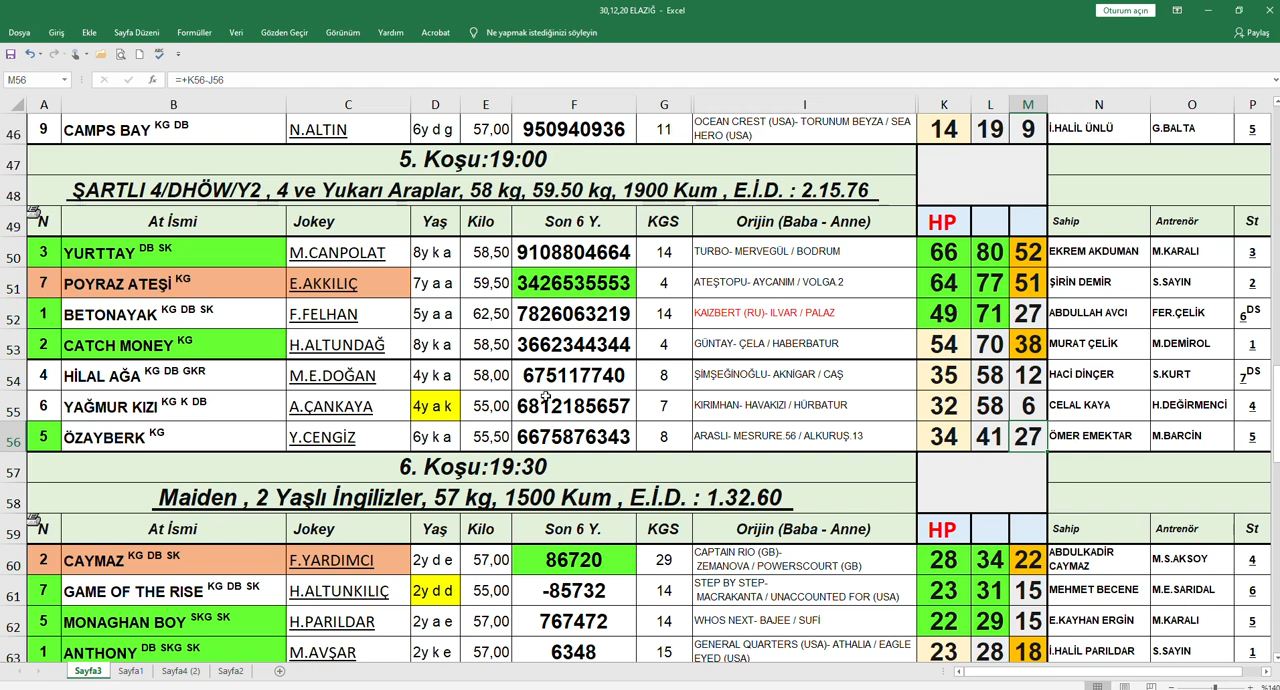 30,12,20 ELAZIĞ - Excel
Oturum açın
Dosya Giriş Ekle Sayfa Düzeni Formüller Veri Gözden Geçir Görünüm Yardım Acrobat Ne yapmak istediğinizi söyleyin Paylaş
M56 fx =+K56-J56
A B C D E F G I K L M N O P
46 9 CAMPS BAY KG DB N.ALTIN 6y d g 57,00 950940936 11 OCEAN CREST (USA)- TORUNUM BEYZA / SEA HERO (USA) 14 19 9 İ.HALİL ÜNLÜ G.BALTA 5
47 5. Koşu:19:00
48 ŞARTLI 4/DHÖW/Y2 , 4 ve Yukarı Araplar, 58 kg, 59.50 kg, 1900 Kum , E.İ.D. : 2.15.76
49 N At İsmi Jokey Yaş Kilo Son 6 Y. KGS Orijin (Baba - Anne) HP Sahip Antrenör St
50 3 YURTTAY DB SK M.CANPOLAT 8y k a 58,50 9108804664 14 TURBO- MERVEGÜL / BODRUM 66 80 52 EKREM AKDUMAN M.KARALI 3
51 7 POYRAZ ATEŞİ KG E.AKKILIÇ 7y a a 59,50 3426535553 4 ATEŞTOPU- AYCANIM / VOLGA.2 64 77 51 ŞİRİN DEMİR S.SAYIN 2
52 1 BETONAYAK KG DB SK F.FELHAN 5y a a 62,50 7826063219 14 KAIZBERT (RU)- ILVAR / PALAZ 49 71 27 ABDULLAH AVCI FER.ÇELİK 6DS
53 2 CATCH MONEY KG H.ALTUNDAĞ 8y k a 58,50 3662344344 4 GÜNTAY- ÇELA / HABERBATUR 54 70 38 MURAT ÇELİK M.DEMİROL 1
54 4 HİLAL AĞA KG DB GKR M.E.DOĞAN 4y k a 58,00 675117740 8 ŞİMŞEĞİNOĞLU- AKNİGAR / CAŞ 35 58 12 HACİ DİNÇER S.KURT 7DS
55 6 YAĞMUR KIZI KG K DB A.ÇANKAYA 4y a k 55,00 6812185657 7 KIRIMHAN- HAVAKIZI / HÜRBATUR 32 58 6 CELAL KAYA H.DEĞİRMENCİ 4
56 5 ÖZAYBERK KG Y.CENGİZ 6y k a 55,50 6675876343 8 ARASLI- MESRURE.56 / ALKURUŞ.13 34 41 27 ÖMER EMEKTAR M.BARCİN 5
57 6. Koşu:19:30
58 Maiden , 2 Yaşlı İngilizler, 57 kg, 1500 Kum , E.İ.D. : 1.32.60
59 N At İsmi Jokey Yaş Kilo Son 6 Y. KGS Orijin (Baba - Anne) HP Sahip Antrenör St
60 2 CAYMAZ KG DB SK F.YARDIMCI 2y d e 57,00 86720 29 CAPTAIN RIO (GB)- ZEMANOVA / POWERSCOURT (GB) 28 34 22 ABDULKADİR CAYMAZ M.S.AKSOY 4
61 7 GAME OF THE RISE KG DB SK H.ALTUNKILIÇ 2y d d 55,00 -85732 14 STEP BY STEP- MACRAKANTA / UNACCOUNTED FOR (USA) 23 31 15 MEHMET BECENE M.E.SARIDAL 6
62 5 MONAGHAN BOY SKG SK H.PARILDAR 2y a e 57,00 767472 14 WHOS NEXT- BAJEE / SUFİ 22 29 15 E.KAYHAN ERGİN M.KARALI 5
63 1 ANTHONY DB SKG SK M.AVŞAR 2y k e 57,00 6348 15 GENERAL QUARTERS (USA)- ATHALIA / EAGLE EYED (USA) 23 28 18 İ.HALİL PARILDAR S.SAYIN 1
Sayfa3 Sayfa1 Sayfa4 (2) Sayfa2
%140